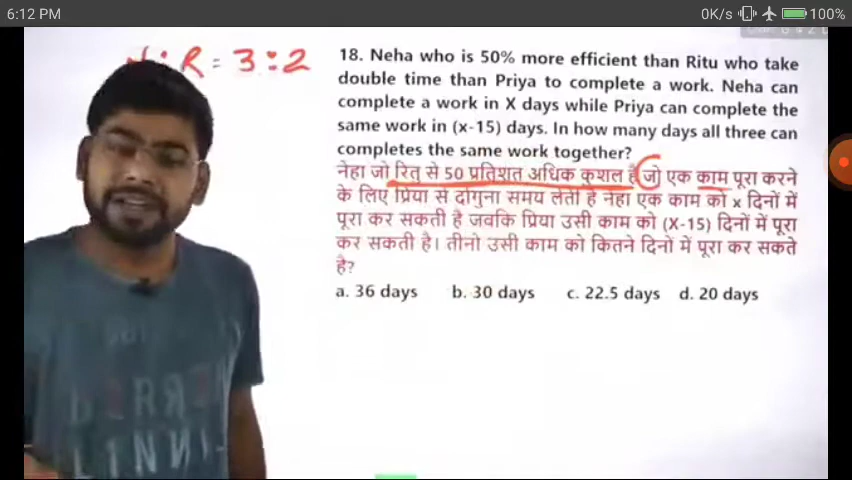 6:12 PM 0K/s 100%
R = 3:2
18. Neha who is 50% more efficient than Ritu who take
double time than Priya to complete a work. Neha can
complete a work in X days while Priya can complete the
same work in (x-15) days. In how many days all three can
completes the same work together?
नेहा जो रितु से 50 प्रतिशत अधिक कुशल है जो एक काम पूरा करने
के लिए प्रिया से दोगुना समय लेती है नेहा एक काम को x दिनों में
पूरा कर सकती है जबकि प्रिया उसी काम को (X-15) दिनों में पूरा
कर सकती है। तीनो उसी काम को कितने दिनों में पूरा कर सकते
है?
a. 36 days b. 30 days c. 22.5 days d. 20 days